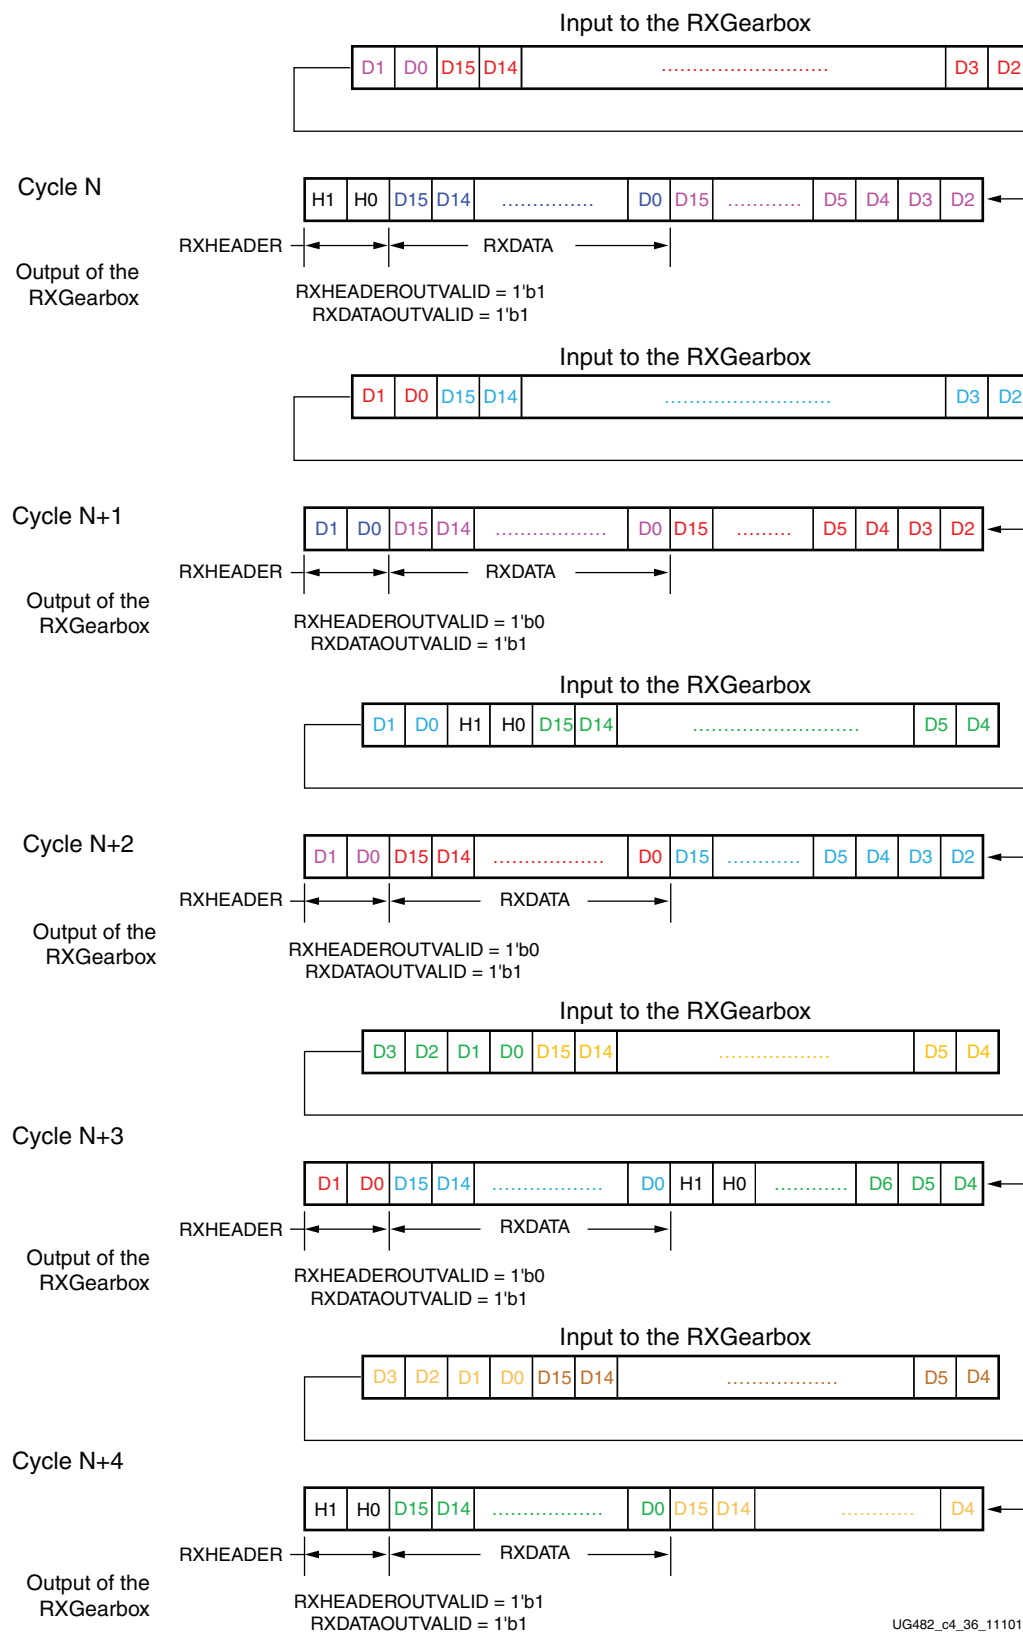 Input to the RXGearbox
D1 D0 D15 D14 ........................... D3 D2
Cycle N
H1 H0 D15 D14 ............... D0 D15 ............ D5 D4 D3 D2
RXHEADER RXDATA
Output of the
RXGearbox
RXHEADEROUTVALID = 1'b1
RXDATAOUTVALID = 1'b1
Input to the RXGearbox
D1 D0 D15 D14 ........................... D3 D2
Cycle N+1
D1 D0 D15 D14 .................. D0 D15 ......... D5 D4 D3 D2
RXHEADER RXDATA
Output of the
RXGearbox
RXHEADEROUTVALID = 1'b0
RXDATAOUTVALID = 1'b1
Input to the RXGearbox
D1 D0 H1 H0 D15 D14 ........................... D5 D4
Cycle N+2
D1 D0 D15 D14 .................. D0 D15 ............ D5 D4 D3 D2
RXHEADER RXDATA
Output of the
RXGearbox
RXHEADEROUTVALID = 1'b0
RXDATAOUTVALID = 1'b1
Input to the RXGearbox
D3 D2 D1 D0 D15 D14 .................. D5 D4
Cycle N+3
D1 D0 D15 D14 .................. D0 H1 H0 ............ D6 D5 D4
RXHEADER RXDATA
Output of the
RXGearbox
RXHEADEROUTVALID = 1'b0
RXDATAOUTVALID = 1'b1
Input to the RXGearbox
D3 D2 D1 D0 D15 D14 .................. D5 D4
Cycle N+4
H1 H0 D15 D14 .................. D0 D15 D14 ............ D4
RXHEADER RXDATA
Output of the
RXGearbox
RXHEADEROUTVALID = 1'b1
RXDATAOUTVALID = 1'b1
UG482_c4_36_11101